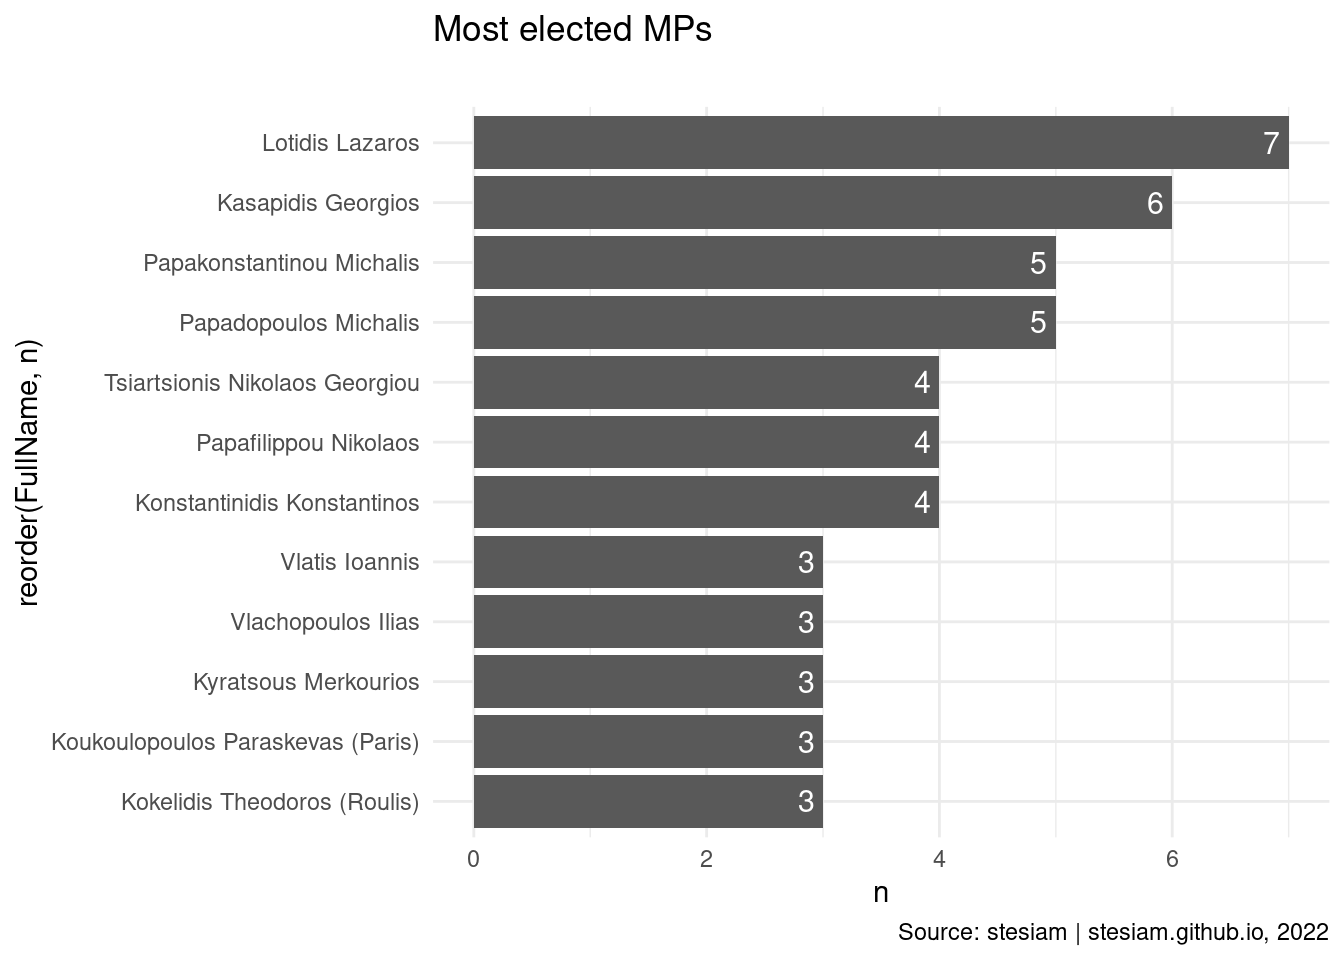 Most elected MPs
reorder(FullName, n)
Lotidis Lazaros 7
Kasapidis Georgios 6
Papakonstantinou Michalis 5
Papadopoulos Michalis 5
Tsiartsionis Nikolaos Georgiou 4
Papafilippou Nikolaos 4
Konstantinidis Konstantinos 4
Vlatis Ioannis 3
Vlachopoulos Ilias 3
Kyratsous Merkourios 3
Koukoulopoulos Paraskevas (Paris) 3
Kokelidis Theodoros (Roulis) 3
0 2 4 6
n
Source: stesiam | stesiam.github.io, 2022